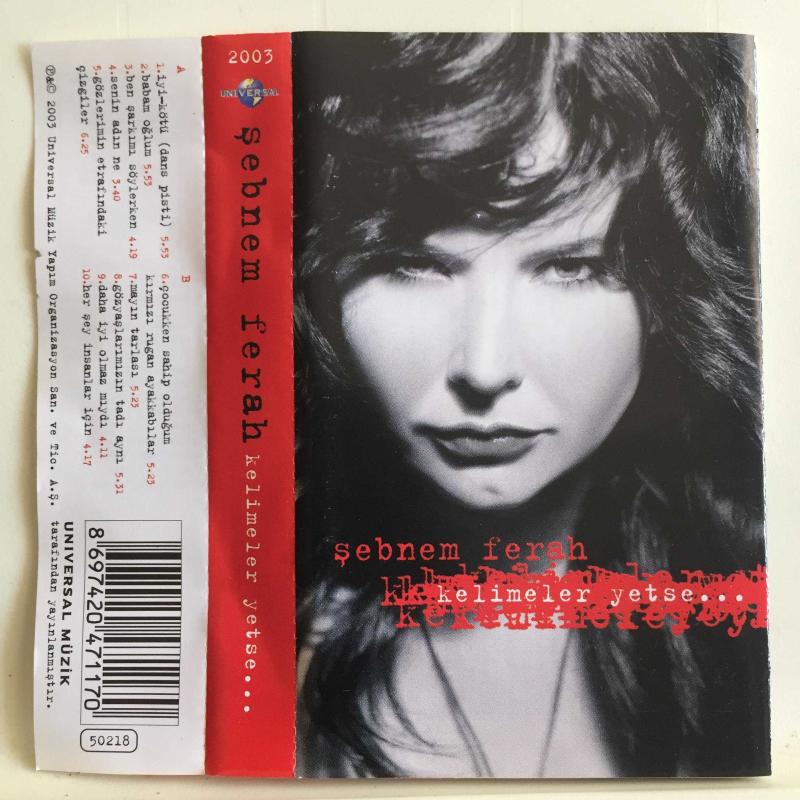 A
1.iyi-kötü (dans pisti) 5.53
2.babam oğlum 5.53
3.ben şarkımı söylerken 4.19
4.senin adın ne 3.40
5.gözlerimin etrafındaki
çizgiler 6.25
B
6.çocukken sahip olduğum
kırmızı rugan ayakkabılar 5.23
7.mayın tarlası 5.23
8.gözyaşlarımızın tadı aynı 5.31
9.daha iyi olmaz mıydı 4.11
10.her şey insanlar için 4.17
℗&© 2003 Universal Müzik Yapım Organizasyon San. ve Tic. A.Ş. tarafından yayınlanmıştır.
UNIVERSAL MÜZİK
8 697420 471170
50218
2003
UNIVERSAL
şebnem ferah kelimeler yetse...
şebnem ferah
kelimeler yetse...